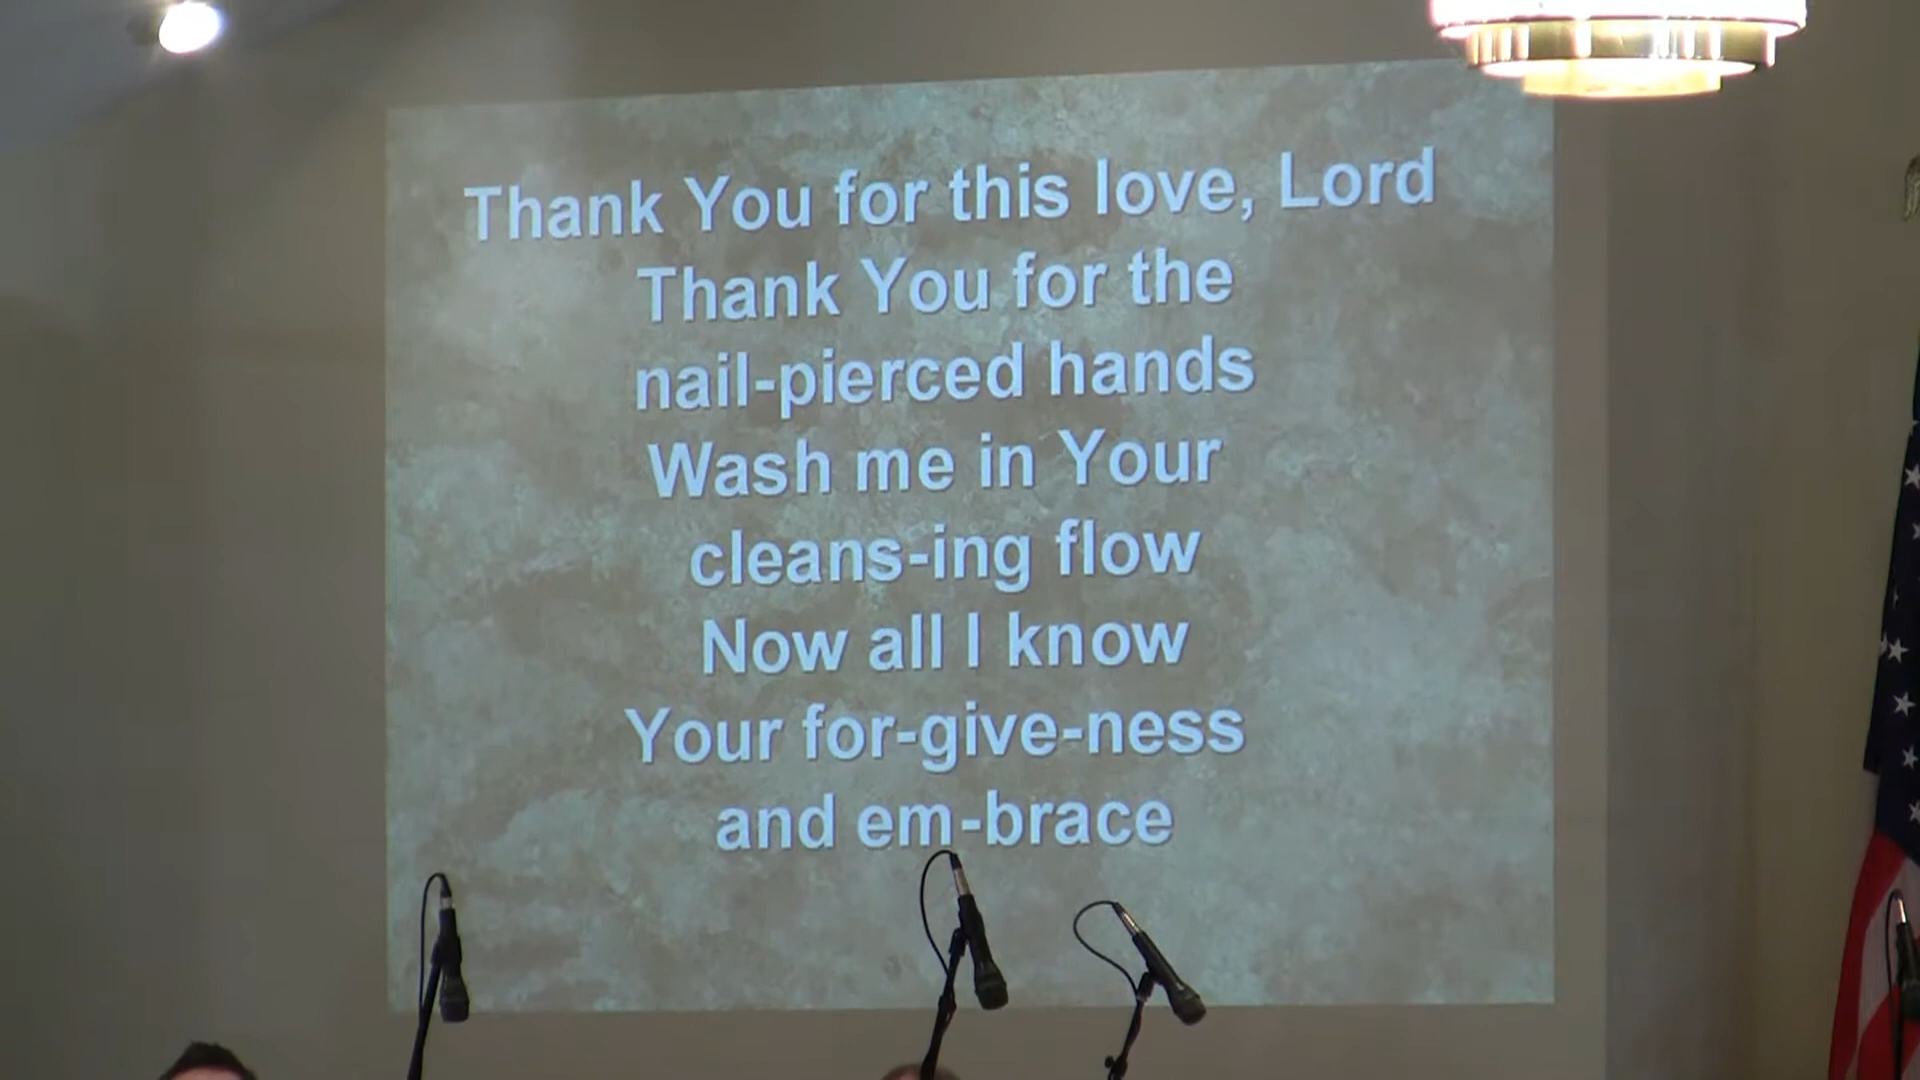 Thank You for this love, Lord
Thank You for the
nail-pierced hands
Wash me in Your
cleans-ing flow
Now all I know
Your for-give-ness
and em-brace